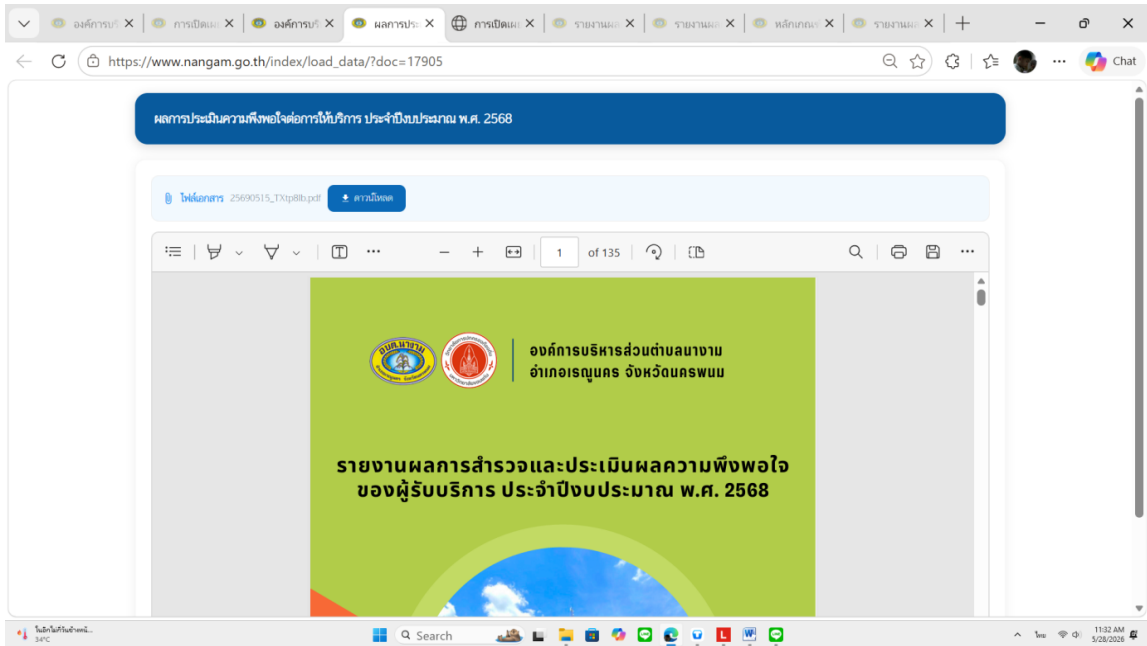 องค์การบริ
การเปิดเผ
องค์การบริ
ผลการประ
การเปิดเผ
รายงานผล
รายงานผล
หลักเกณฑ์
รายงานผล
https://www.nangam.go.th/index/load_data/?doc=17905
Chat
ผลการประเมินความพึงพอใจต่อการให้บริการ ประจำปีงบประมาณ พ.ศ. 2568
ไฟล์เอกสาร 25690515_TXtpBlb.pdf ดาวน์โหลด
1 of 135
อบต.นางาม
องค์การบริหารส่วนตำบลนางาม
อำเภอเรณูนคร จังหวัดนครพนม
รายงานผลการสำรวจและประเมินผลความพึงพอใจ
ของผู้รับบริการ ประจำปีงบประมาณ พ.ศ. 2568
34°C
Search
ไทย
11:32 AM
5/28/2026